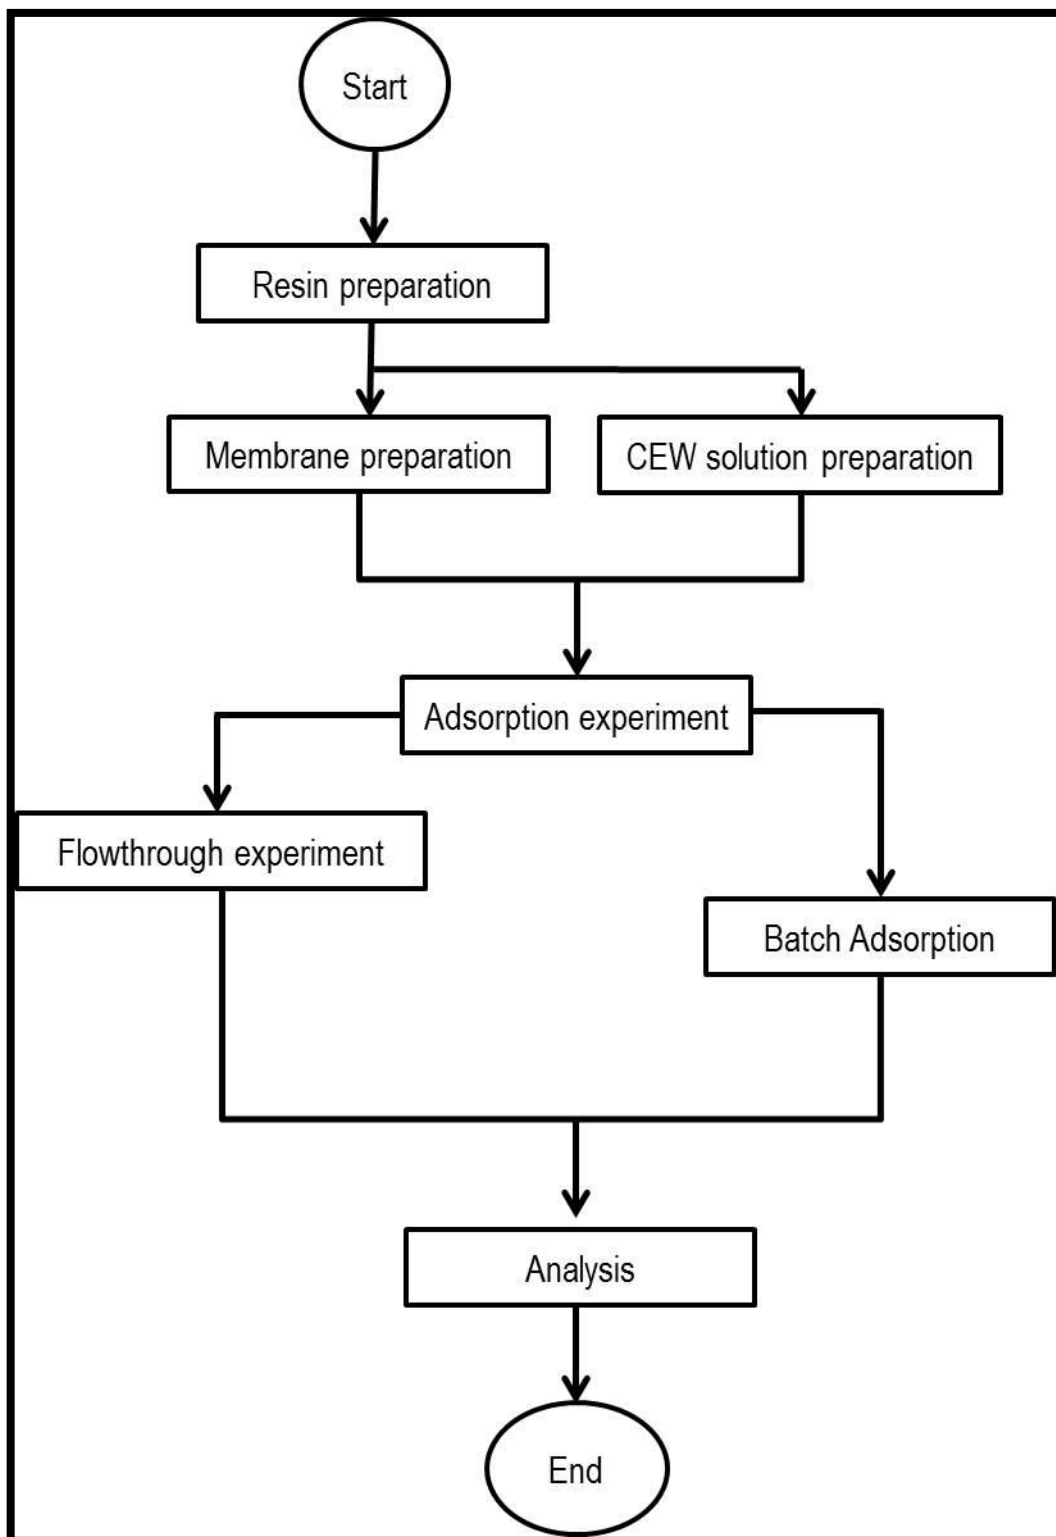 Start
Resin preparation
Membrane preparation
CEW solution preparation
Adsorption experiment
Flowthrough experiment
Batch Adsorption
Analysis
End